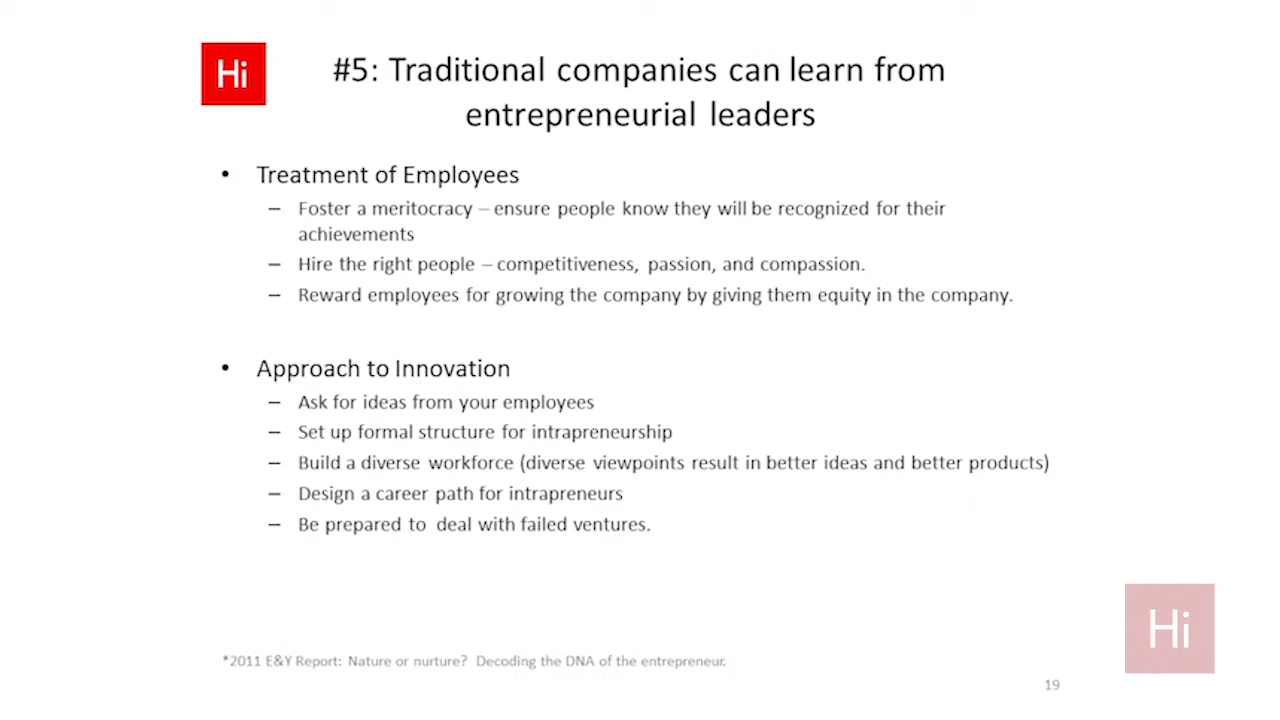 Hi
#5: Traditional companies can learn from
entrepreneurial leaders
• Treatment of Employees
– Foster a meritocracy – ensure people know they will be recognized for their
achievements
– Hire the right people – competitiveness, passion, and compassion.
– Reward employees for growing the company by giving them equity in the company.
• Approach to Innovation
– Ask for ideas from your employees
– Set up formal structure for intrapreneurship
– Build a diverse workforce (diverse viewpoints result in better ideas and better products)
– Design a career path for intrapreneurs
– Be prepared to  deal with failed ventures.
Hi
*2011 E&Y Report: Nature or nurture?  Decoding the DNA of the entrepreneur.
19